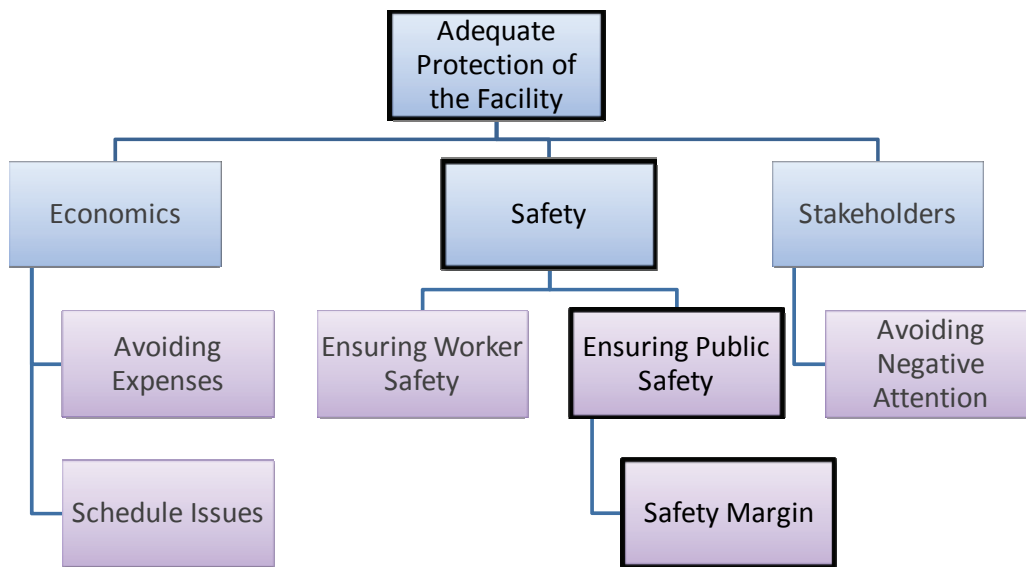 Adequate
Protection of
the Facility
Economics
Safety
Stakeholders
Avoiding
Expenses
Ensuring Worker
Safety
Ensuring Public
Safety
Avoiding
Negative
Attention
Schedule Issues
Safety Margin